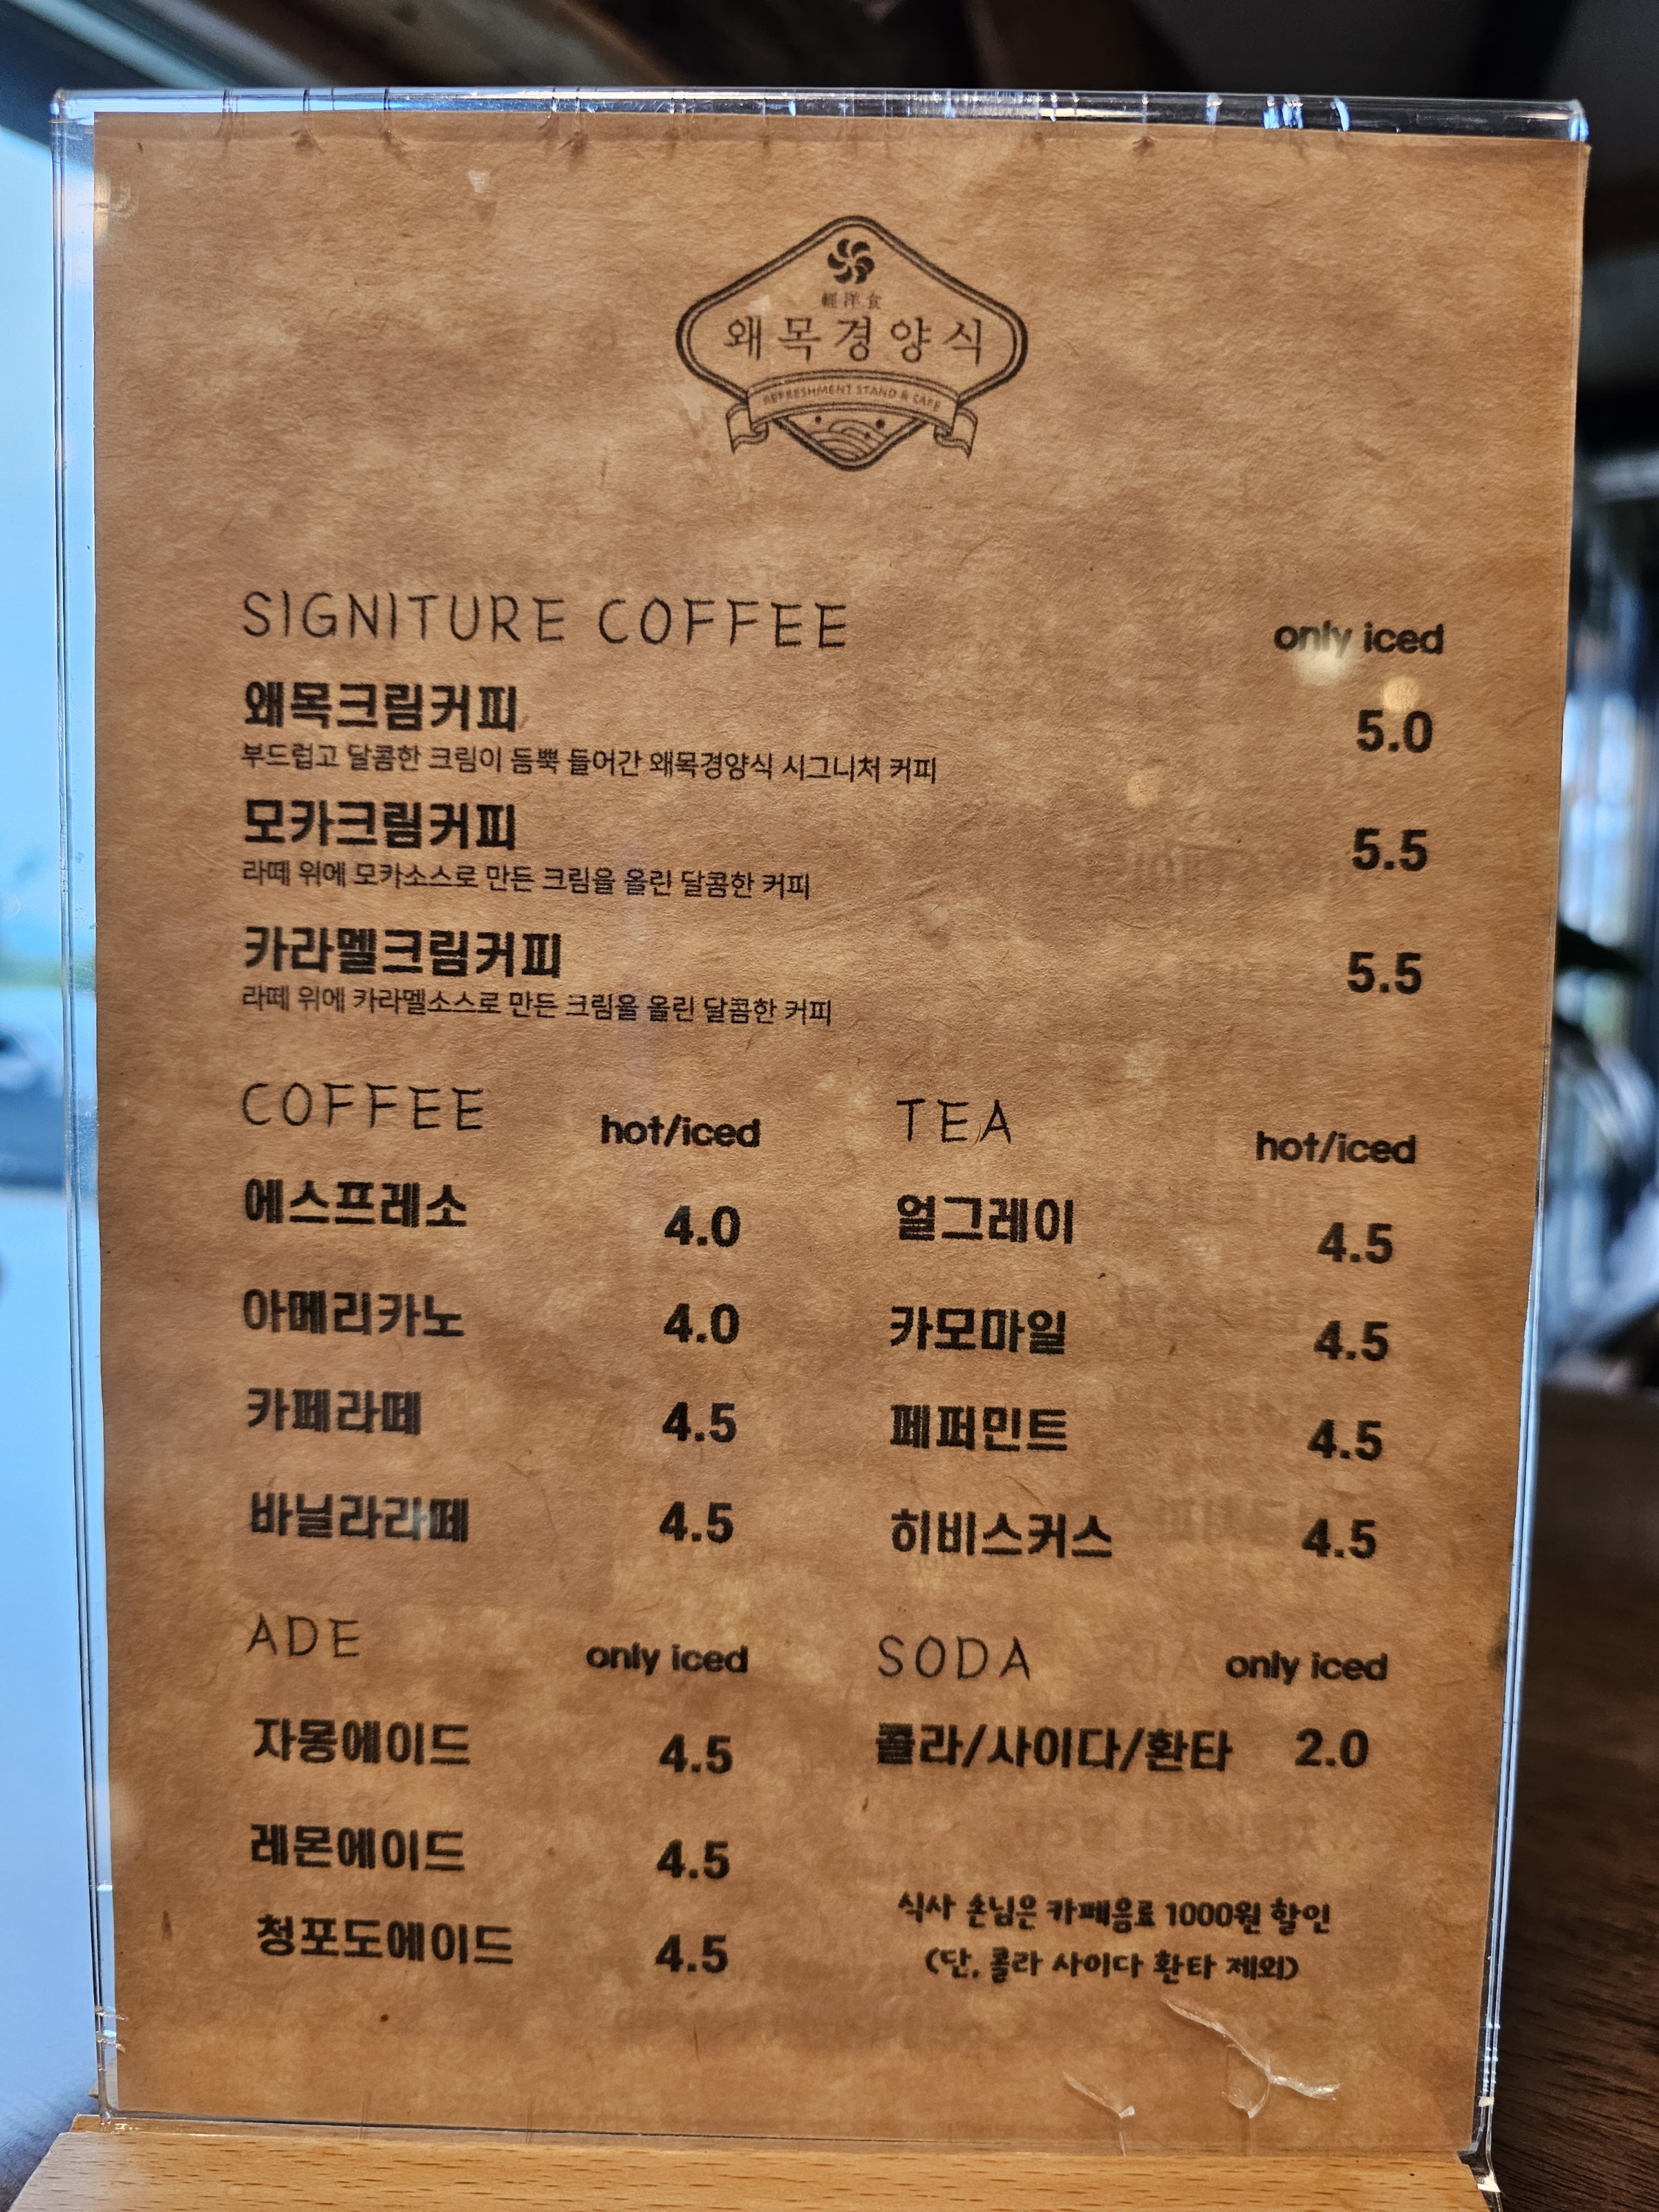 輕洋食
왜목경양식
REFRESHMENT STAND & CAFE
SIGNITURE COFFEE only iced
왜목크림커피 5.0
부드럽고 달콤한 크림이 듬뿍 들어간 왜목경양식 시그니처 커피
모카크림커피 5.5
라떼 위에 모카소스로 만든 크림을 올린 달콤한 커피
카라멜크림커피 5.5
라떼 위에 카라멜소스로 만든 크림을 올린 달콤한 커피
COFFEE hot/iced
에스프레소 4.0
아메리카노 4.0
카페라떼 4.5
바닐라라떼 4.5
TEA hot/iced
얼그레이 4.5
카모마일 4.5
페퍼민트 4.5
히비스커스 4.5
ADE only iced
자몽에이드 4.5
레몬에이드 4.5
청포도에이드 4.5
SODA only iced
콜라/사이다/환타 2.0
식사 손님은 카페음료 1000원 할인
(단, 콜라 사이다 환타 제외)